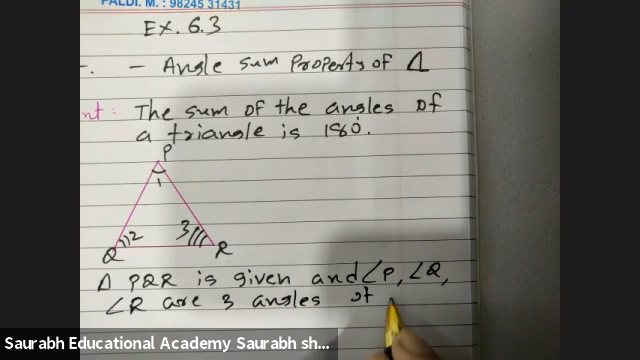 PALDI. M. : 98245 31431
Ex. 6.3
- Angle sum Property of Δ
nt: The sum of the angles of
a triangle is 180°.
P
1
2
3
Q
R
Δ PQR is given and ∠P, ∠Q,
∠R are 3 angles of
Saurabh Educational Academy Saurabh sh...